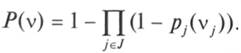 P(ν) = 1 − ∏_{j∈J} (1 − p_j(ν_j)).